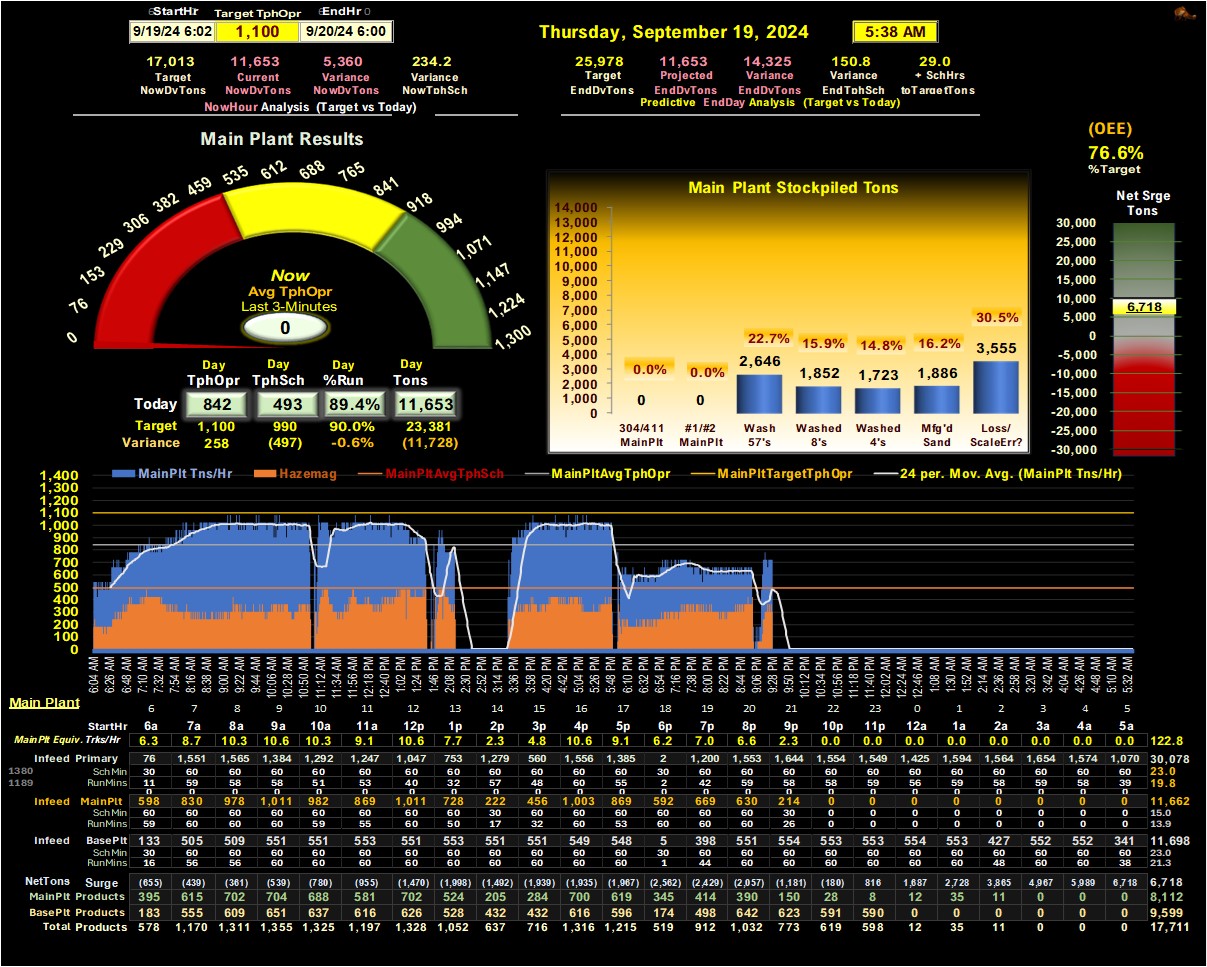 StartHr Target TphOpr EndHr
9/19/24 6:02 1,100 9/20/24 6:00
Thursday, September 19, 2024 5:38 AM
17,013 11,653 5,360 234.2
Target Current Variance Variance
NowDvTons NowDvTons NowDvTons NowTphSch
NowHour Analysis (Target vs Today)
25,978 11,653 14,325 150.8 29.0
Target Projected Variance Variance + SchHrs
EndDvTons EndDvTons EndDvTons EndTphSch toTargetTons
Predictive EndDay Analysis (Target vs Today)
(OEE)
76.6%
%Target
Main Plant Results
0 76 153 229 306 382 459 535 612 688 765 841 918 994 1,071 1,147 1,224 1,300
Now
Avg TphOpr
Last 3-Minutes
0
Day Day Day Day
TphOpr TphSch %Run Tons
Today 842 493 89.4% 11,653
Target 1,100 990 90.0% 23,381
Variance 258 (497) -0.6% (11,728)
Main Plant Stockpiled Tons
14,000
13,000
12,000
11,000
10,000
9,000
8,000
7,000
6,000
5,000
4,000
3,000
2,000
1,000
0
0.0% 0.0% 22.7% 15.9% 14.8% 16.2% 30.5%
0 0 2,646 1,852 1,723 1,886 3,555
304/411 #1/#2 Wash Washed Washed Mfg'd Loss/
MainPlt MainPlt 57's 8's 4's Sand ScaleErr?
Net Srge
Tons
30,000
25,000
20,000
15,000
10,000
6,718
5,000
0
-5,000
-10,000
-15,000
-20,000
-25,000
-30,000
MainPlt Tns/Hr Hazemag MainPltAvgTphSch MainPltAvgTphOpr MainPltTargetTphOpr 24 per. Mov. Avg. (MainPlt Tns/Hr)
1,400
1,300
1,200
1,100
1,000
900
800
700
600
500
400
300
200
100
0
6:04 AM 6:26 AM 6:48 AM 7:10 AM 7:32 AM 7:54 AM 8:16 AM 8:38 AM 9:00 AM 9:22 AM 9:44 AM 10:06 AM 10:28 AM 10:50 AM 11:12 AM 11:34 AM 11:56 AM 12:18 PM 12:40 PM 1:02 PM 1:24 PM 1:46 PM 2:08 PM 2:30 PM 2:52 PM 3:14 PM 3:36 PM 3:58 PM 4:20 PM 4:42 PM 5:04 PM 5:26 PM 5:48 PM 6:10 PM 6:32 PM 6:54 PM 7:16 PM 7:38 PM 8:00 PM 8:22 PM 8:44 PM 9:06 PM 9:28 PM 9:50 PM 10:12 PM 10:34 PM 10:56 PM 11:18 PM 11:40 PM 12:02 AM 12:24 AM 12:46 AM 1:08 AM 1:30 AM 1:52 AM 2:14 AM 2:36 AM 2:58 AM 3:20 AM 3:42 AM 4:04 AM 4:26 AM 4:48 AM 5:10 AM 5:32 AM
Main Plant
6 7 8 9 10 11 12 13 14 15 16 17 18 19 20 21 22 23 0 1 2 3 4 5
StartHr 6a 7a 8a 9a 10a 11a 12p 1p 2p 3p 4p 5p 6p 7p 8p 9p 10p 11p 12a 1a 2a 3a 4a 5a
MainPlt Equiv. Trks/Hr 6.3 8.7 10.3 10.6 10.3 9.1 10.6 7.7 2.3 4.8 10.6 9.1 6.2 7.0 6.6 2.3 0.0 0.0 0.0 0.0 0.0 0.0 0.0 0.0 122.8
Infeed Primary 76 1,551 1,565 1,384 1,292 1,247 1,047 753 1,279 560 1,556 1,385 2 1,200 1,553 1,644 1,554 1,549 1,425 1,594 1,564 1,654 1,574 1,070 30,078
1380 Sch Min 30 60 60 60 60 60 60 60 60 60 60 60 30 60 60 60 60 60 60 60 60 60 60 60 23.0
1189 RunMins 11 59 58 58 51 53 40 32 57 48 60 55 2 42 59 58 59 58 56 59 58 59 58 39 19.8
0 0 0 0 0 0 0 0 0 0 0 0 0 0 0 0 0 0 0 0 0 0 0 0
Infeed MainPlt 598 830 978 1,011 982 869 1,011 728 222 456 1,003 869 592 669 630 214 0 0 0 0 0 0 0 0 11,662
Sch Min 60 60 60 60 60 60 60 60 30 60 60 60 60 60 60 30 0 0 0 0 0 0 0 0 15.0
RunMins 59 60 60 60 59 55 60 50 17 32 60 53 60 60 60 26 0 0 0 0 0 0 0 0 13.9
Infeed BasePlt 133 505 509 551 551 553 551 553 551 551 549 548 5 398 551 554 553 551 554 553 427 552 552 341 11,698
Sch Min 30 60 60 60 60 60 60 60 60 60 60 60 30 60 60 60 60 60 60 60 60 60 60 60 23.0
RunMins 16 56 56 60 60 60 60 60 60 60 60 60 1 44 60 60 60 60 60 60 48 60 60 38 21.3
NetTons Surge (655) (439) (361) (539) (780) (955) (1,470) (1,998) (1,492) (1,939) (1,935) (1,967) (2,562) (2,429) (2,057) (1,181) (180) 816 1,687 2,728 3,865 4,967 5,989 6,718 6,718
MainPlt Products 395 615 702 704 688 581 702 524 205 284 700 619 345 414 390 150 28 8 12 35 11 0 0 0 8,112
BasePlt Products 183 555 609 651 637 616 626 528 432 432 616 596 174 498 642 623 591 590 0 0 0 0 0 0 9,599
Total Products 578 1,170 1,311 1,355 1,325 1,197 1,328 1,052 637 716 1,316 1,215 519 912 1,032 773 619 598 12 35 11 0 0 0 17,711